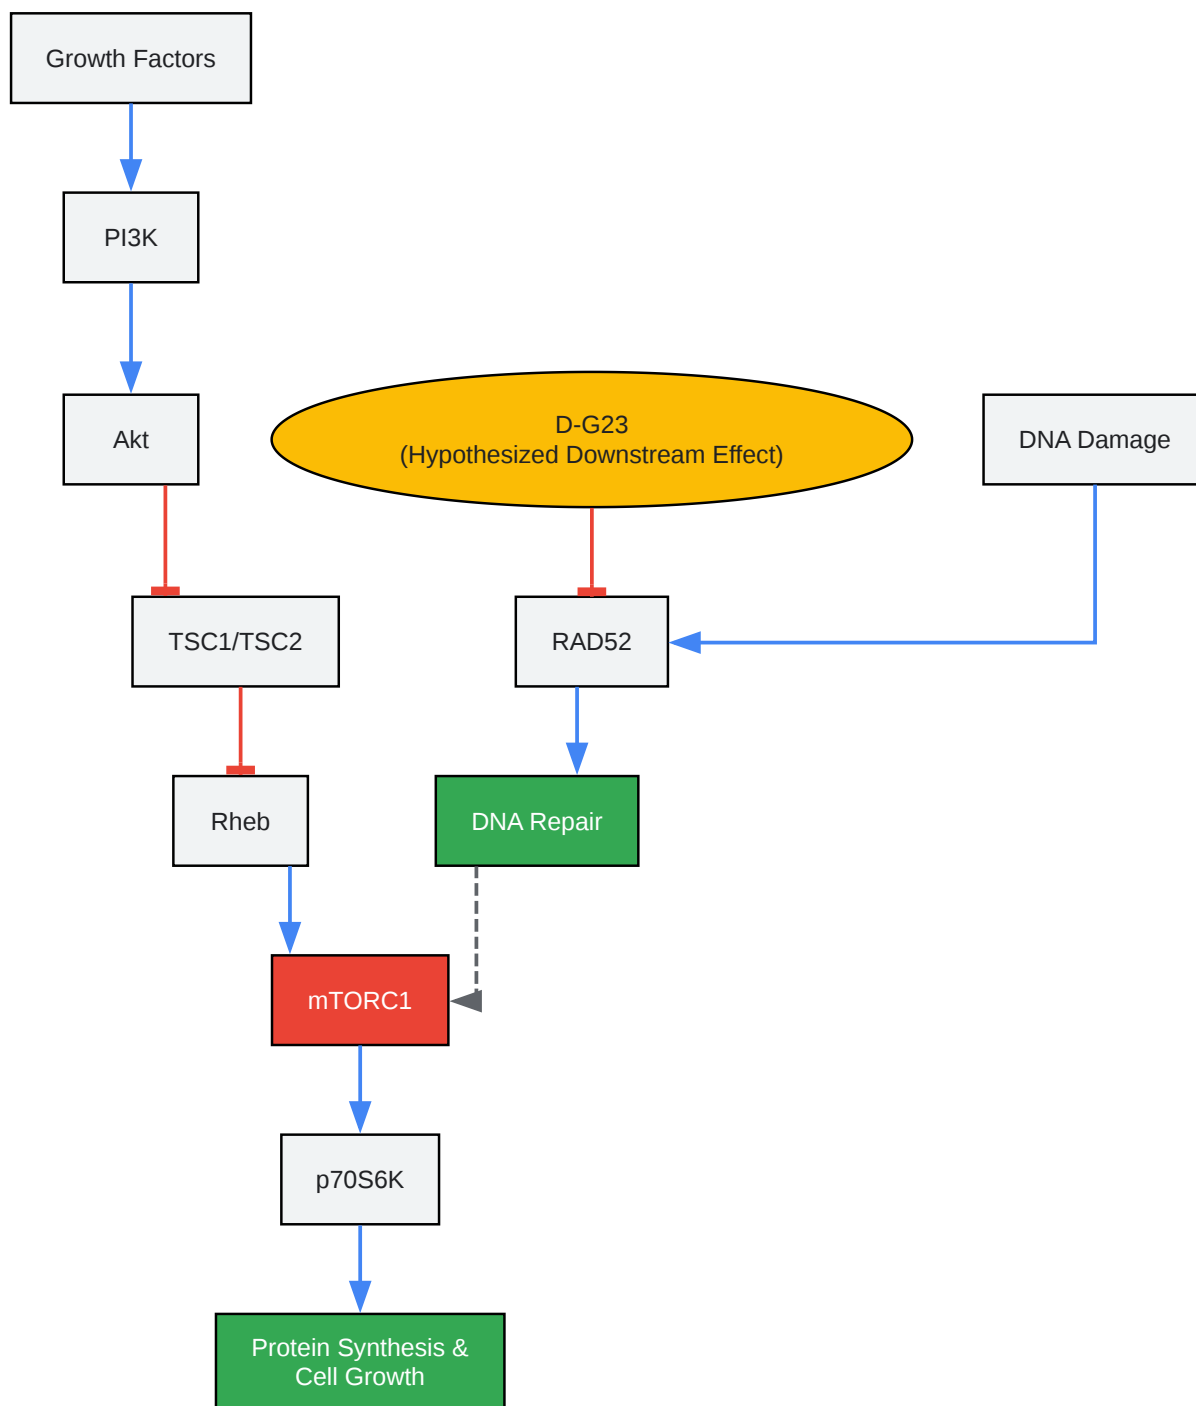 Growth Factors
PI3K
Akt
D-G23
(Hypothesized Downstream Effect)
DNA Damage
TSC1/TSC2
RAD52
Rheb
DNA Repair
mTORC1
p70S6K
Protein Synthesis &
Cell Growth